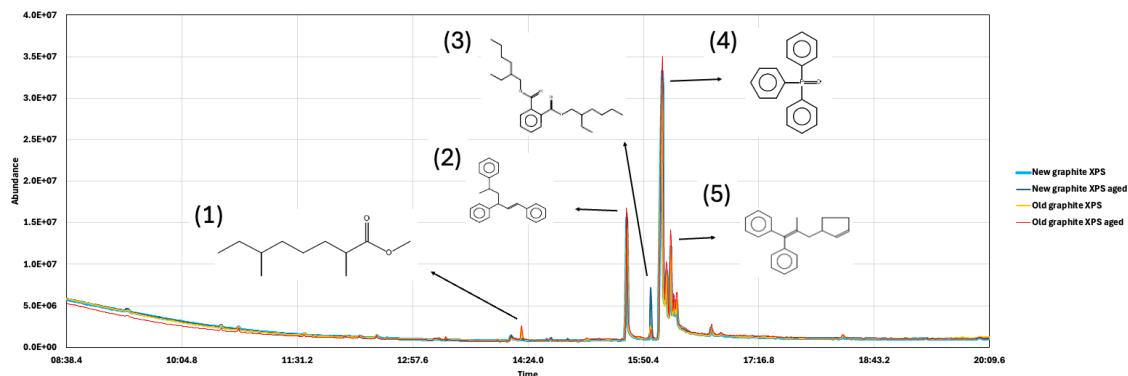 4.0E+07
3.5E+07
3.0E+07
2.5E+07
2.0E+07
1.5E+07
1.0E+07
5.0E+06
0.0E+00
Abundance
08:38.4
10:04.8
11:31.2
12:57.6
14:24.0
15:50.4
17:16.8
18:43.2
20:09.6
Time
(1)
O
O
(2)
(3)
(4)
P
(5)
New graphite XPS
New graphite XPS aged
Old graphite XPS
Old graphite XPS aged